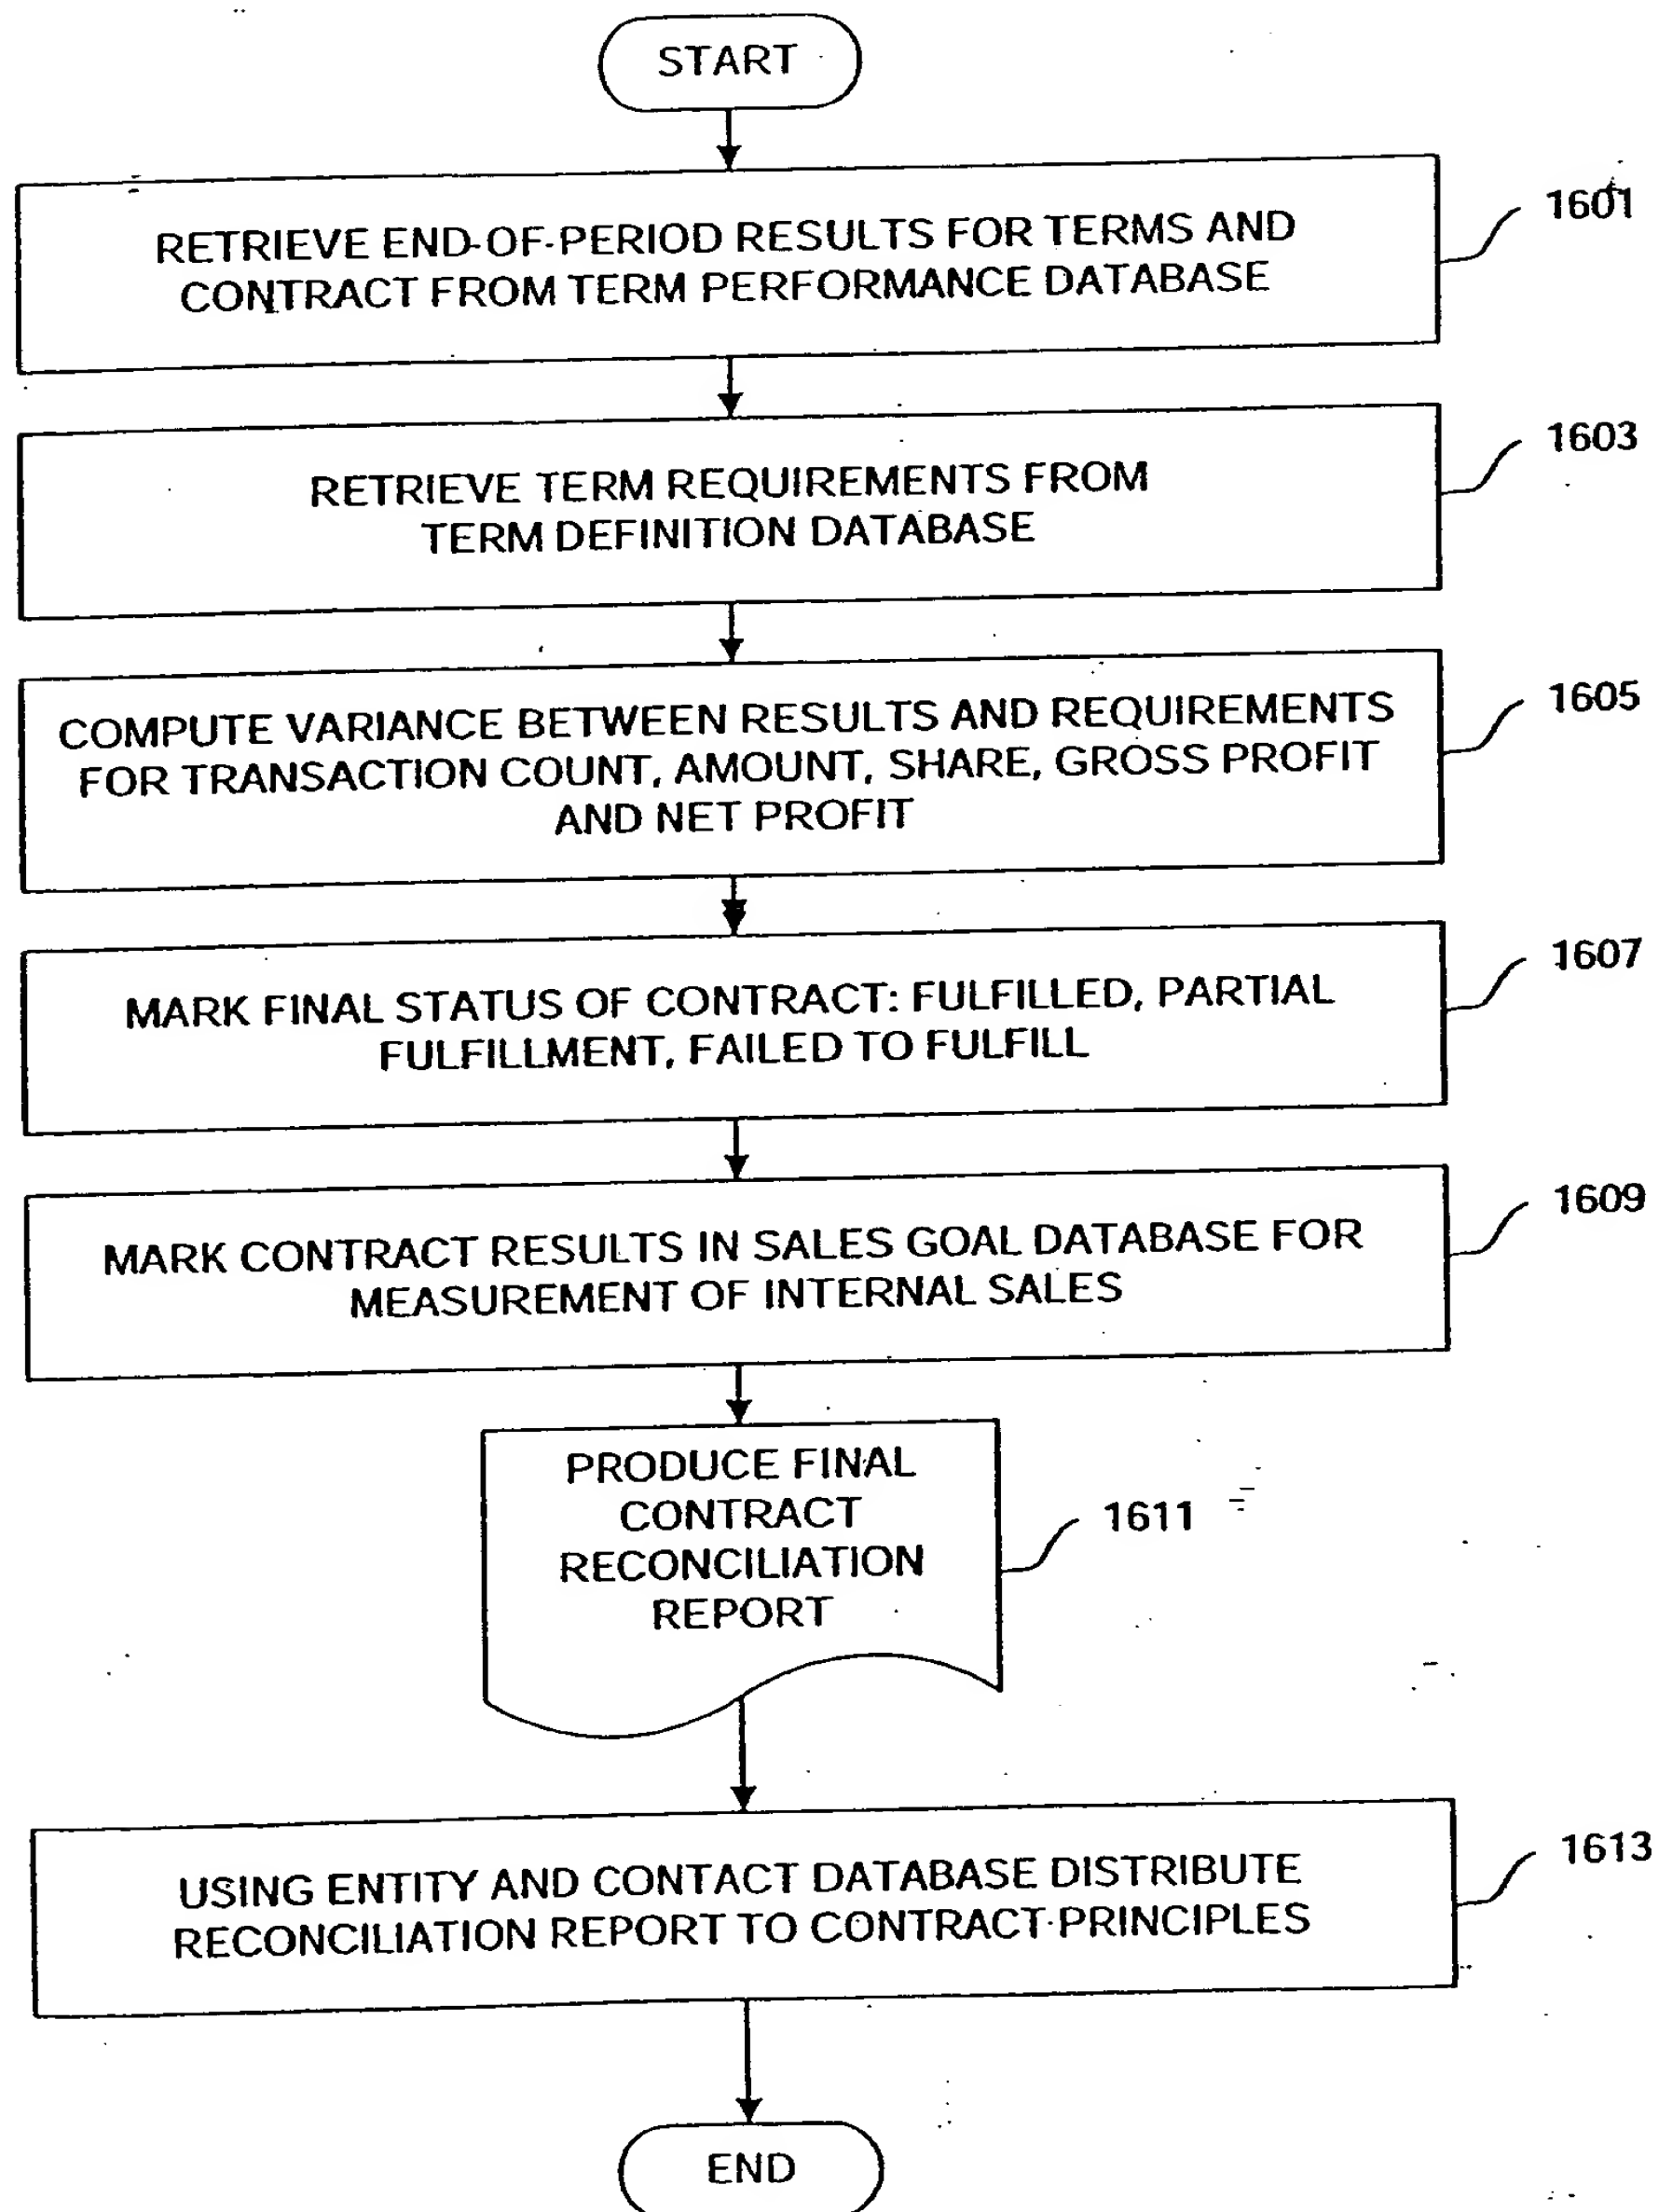 START
RETRIEVE END-OF-PERIOD RESULTS FOR TERMS AND
CONTRACT FROM TERM PERFORMANCE DATABASE
1601
RETRIEVE TERM REQUIREMENTS FROM
TERM DEFINITION DATABASE
1603
COMPUTE VARIANCE BETWEEN RESULTS AND REQUIREMENTS
FOR TRANSACTION COUNT, AMOUNT, SHARE, GROSS PROFIT
AND NET PROFIT
1605
MARK FINAL STATUS OF CONTRACT: FULFILLED, PARTIAL
FULFILLMENT, FAILED TO FULFILL
1607
MARK CONTRACT RESULTS IN SALES GOAL DATABASE FOR
MEASUREMENT OF INTERNAL SALES
1609
PRODUCE FINAL
CONTRACT
RECONCILIATION
REPORT
1611
USING ENTITY AND CONTACT DATABASE DISTRIBUTE
RECONCILIATION REPORT TO CONTRACT PRINCIPLES
1613
END